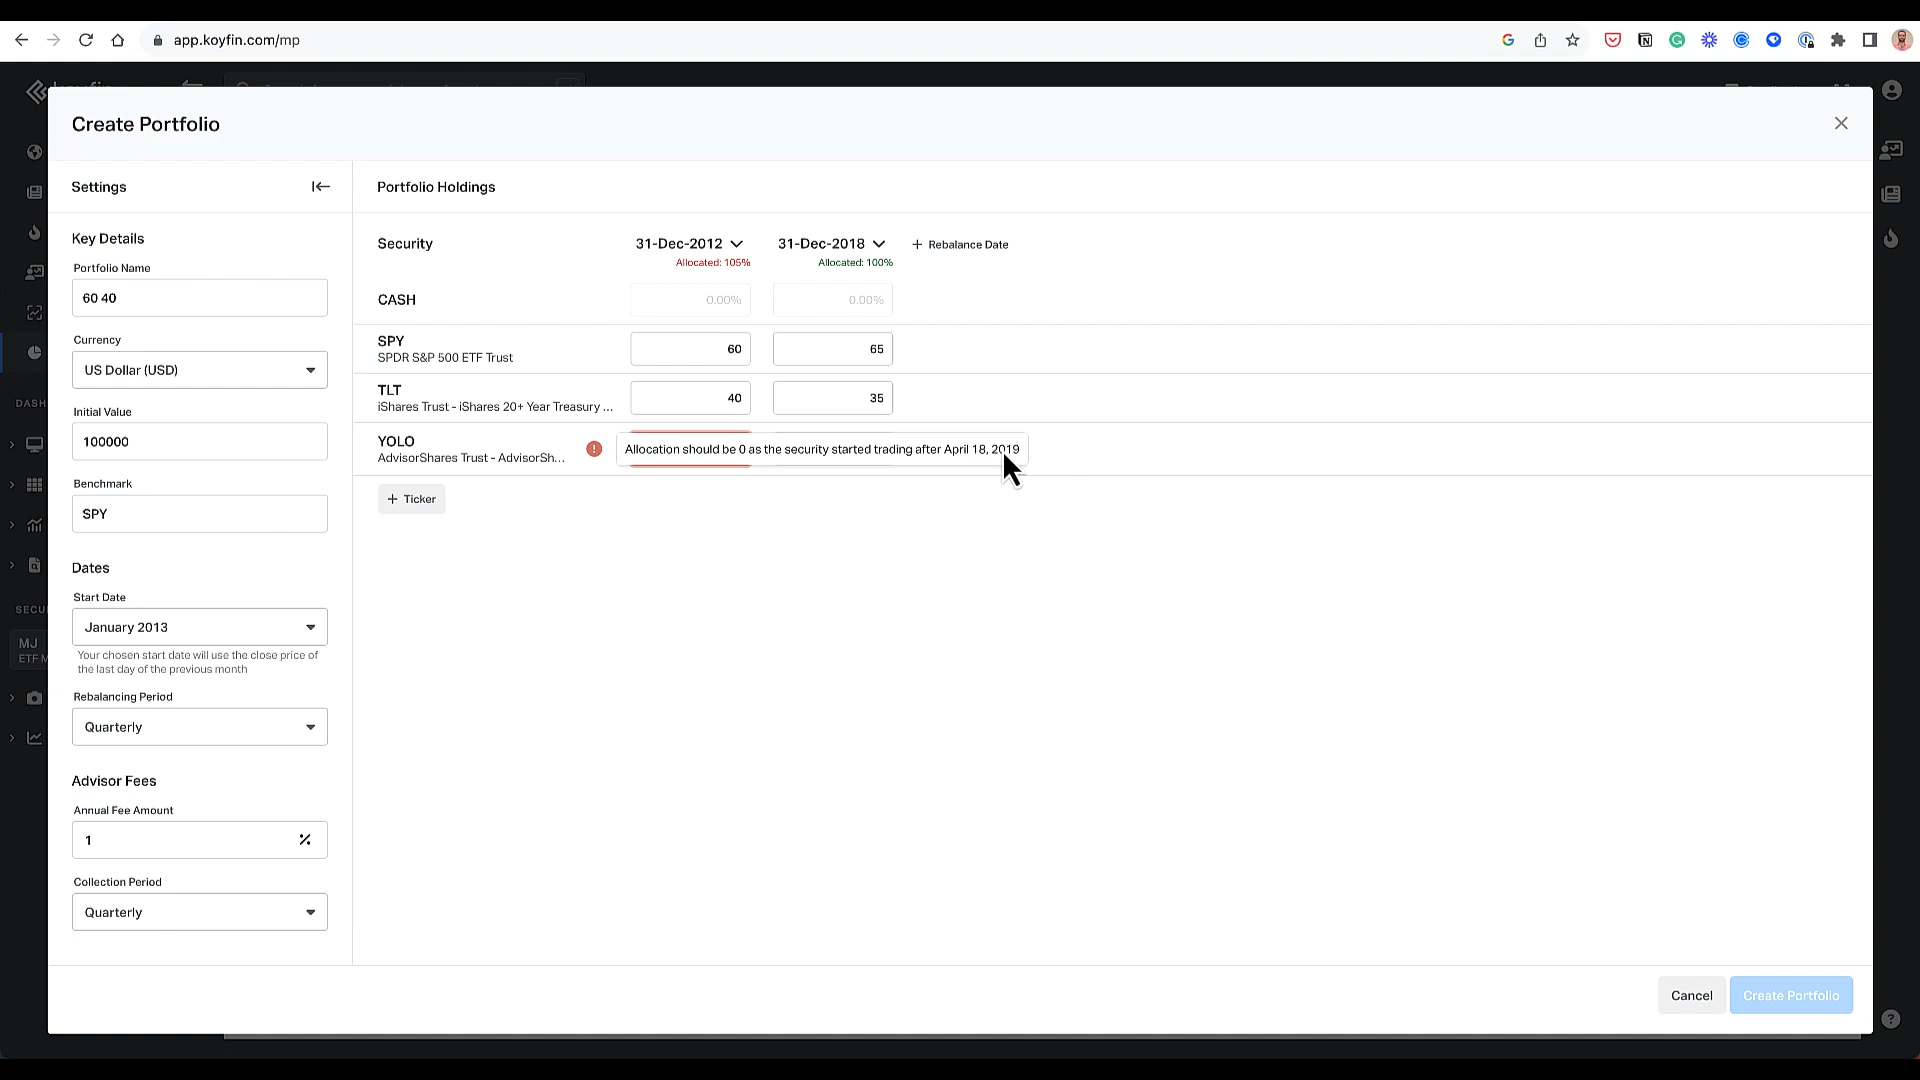 app.koyfin.com/mp
Create Portfolio
Settings
Portfolio Holdings
Key Details
Portfolio Name
60 40
Currency
US Dollar (USD)
Initial Value
100000
Benchmark
SPY
Dates
Start Date
January 2013
Your chosen start date will use the close price of
the last day of the previous month
Rebalancing Period
Quarterly
Advisor Fees
Annual Fee Amount
1 %
Collection Period
Quarterly
Security 31-Dec-2012 31-Dec-2018 + Rebalance Date
Allocated: 105% Allocated: 100%
CASH 0.00% 0.00%
SPY
SPDR S&P 500 ETF Trust
60 65
TLT
iShares Trust - iShares 20+ Year Treasury ...
40 35
YOLO
AdvisorShares Trust - AdvisorSh...
Allocation should be 0 as the security started trading after April 18, 2019
+ Ticker
Cancel Create Portfolio
DASH
SECU
MJ
ETF M